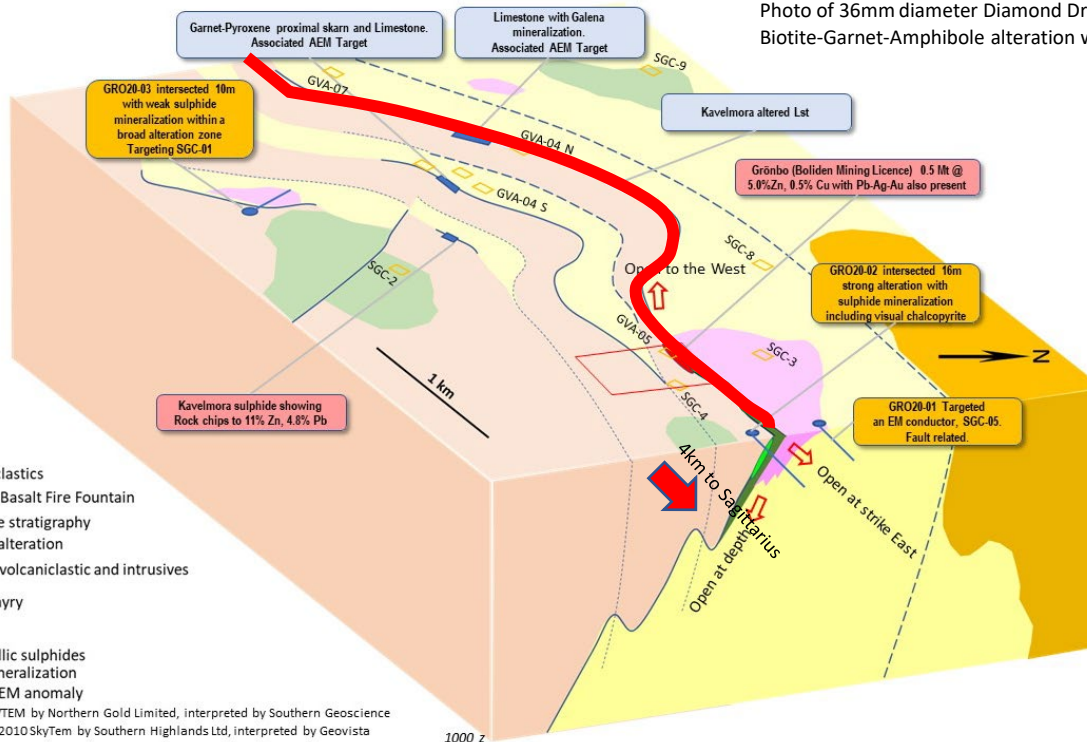 Photo of 36mm diameter Diamond Dr
Biotite-Garnet-Amphibole alteration
Garnet-Pyroxene proximal skarn and Limestone.
Associated AEM Target
Limestone with Galena
mineralization.
Associated AEM Target
SGC-9
GVA-07
GRO20-03 intersected 10m
with weak sulphide
mineralization within a
broad alteration zone
Targeting SGC-01
Kavelmora altered Lst
GVA-04 N
Grönbo (Boliden Mining Licence) 0.5 Mt @
5.0%Zn, 0.5% Cu with Pb-Ag-Au also present
GVA-04 S
SGC-8
SGC-2
Open to the West
GRO20-02 intersected 16m
strong alteration with
sulphide mineralization
including visual chalcopyrite
GVA-05
SGC-3
N
1 km
SGC-4
Kavelmora sulphide showing
Rock chips to 11% Zn, 4.8% Pb
GRO20-01 Targeted
an EM conductor, SGC-05.
Fault related.
4km to Sagittarius
Open at strike East
Open at depth
clastics
Basalt Fire Fountain
e stratigraphy
alteration
volcaniclastic and intrusives
yry
llic sulphides
neralization
EM anomaly
TEM by Northern Gold Limited, interpreted by Southern Geoscience
2010 SkyTem by Southern Highlands Ltd, interpreted by Geovista
1000 z